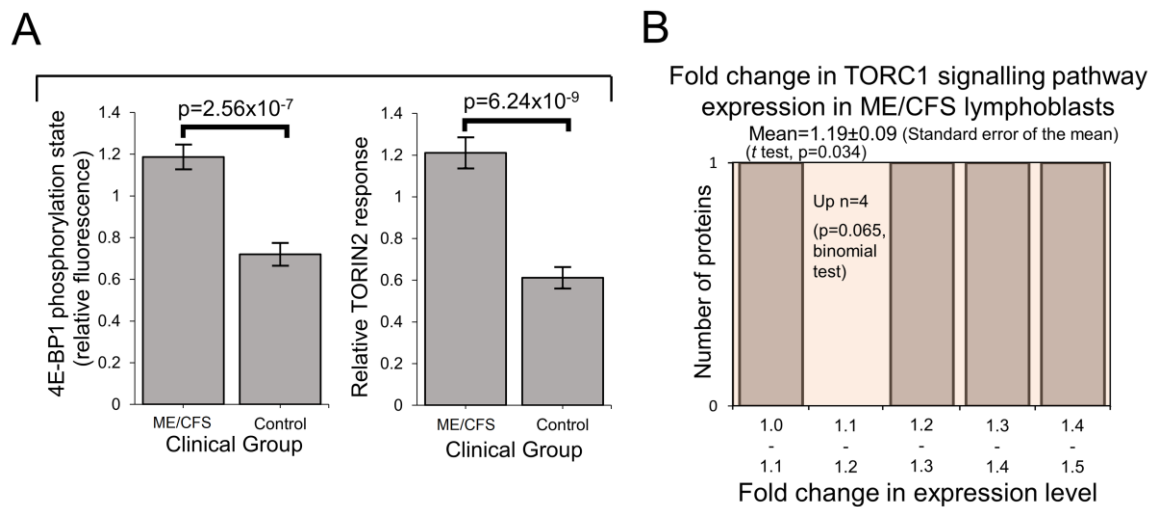 A
p=2.56x10-7
4E-BP1 phosphorylation state
(relative fluorescence)
1.4
1.2
1
0.8
0.6
0.4
0.2
0
ME/CFS Control
Clinical Group
p=6.24x10-9
Relative TORIN2 response
1.4
1.2
1
0.8
0.6
0.4
0.2
0
ME/CFS Control
Clinical Group
B
Fold change in TORC1 signalling pathway
expression in ME/CFS lymphoblasts
Mean=1.19±0.09 (Standard error of the mean)
(t test, p=0.034)
Number of proteins
1
0
Up n=4
(p=0.065,
binomial
test)
1.0 1.1 1.2 1.3 1.4
- - - - -
1.1 1.2 1.3 1.4 1.5
Fold change in expression level